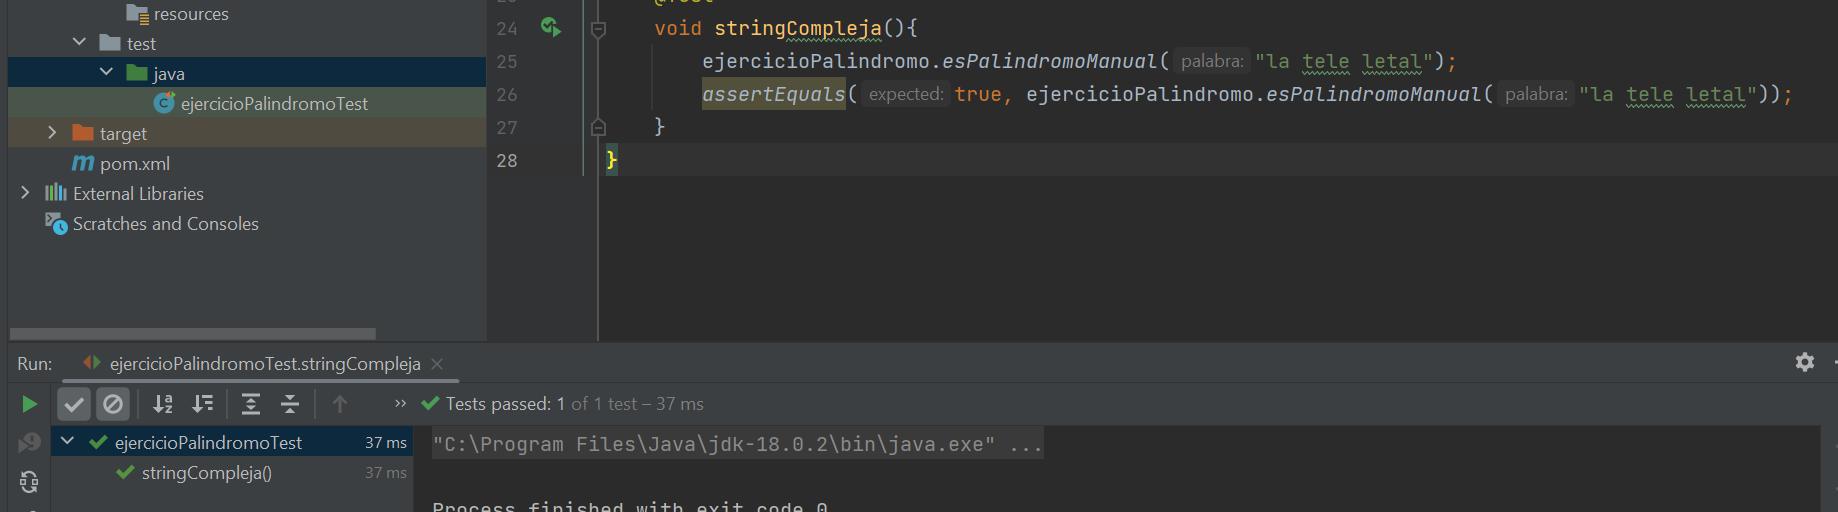 resources
test
java
ejercicioPalindromoTest
target
pom.xml
External Libraries
Scratches and Consoles
24 void stringCompleja(){
25 ejercicioPalindromo.esPalindromoManual( palabra: "la tele letal");
26 assertEquals( expected: true, ejercicioPalindromo.esPalindromoManual( palabra: "la tele letal"));
27 }
28 }
Run: ejercicioPalindromoTest.stringCompleja
Tests passed: 1 of 1 test – 37 ms
ejercicioPalindromoTest 37 ms
stringCompleja() 37 ms
"C:\Program Files\Java\jdk-18.0.2\bin\java.exe" ...
Process finished with exit code 0